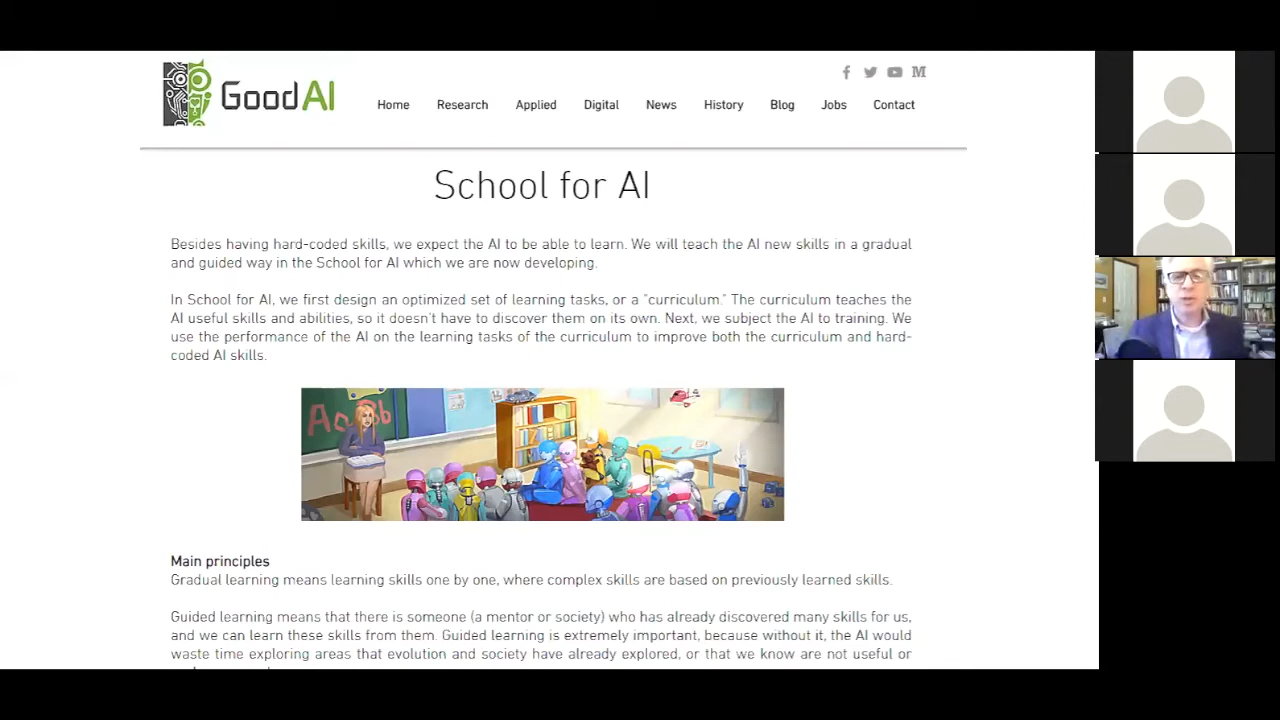 GoodAI
M
Home Research Applied Digital News History Blog Jobs Contact
School for AI
Besides having hard-coded skills, we expect the AI to be able to learn. We will teach the AI new skills in a gradual
and guided way in the School for AI which we are now developing.
In School for AI, we first design an optimized set of learning tasks, or a "curriculum." The curriculum teaches the
AI useful skills and abilities, so it doesn't have to discover them on its own. Next, we subject the AI to training. We
use the performance of the AI on the learning tasks of the curriculum to improve both the curriculum and hard-
coded AI skills.
Aa Bb
Main principles
Gradual learning means learning skills one by one, where complex skills are based on previously learned skills.
Guided learning means that there is someone (a mentor or society) who has already discovered many skills for us,
and we can learn these skills from them. Guided learning is extremely important, because without it, the AI would
waste time exploring areas that evolution and society have already explored, or that we know are not useful or